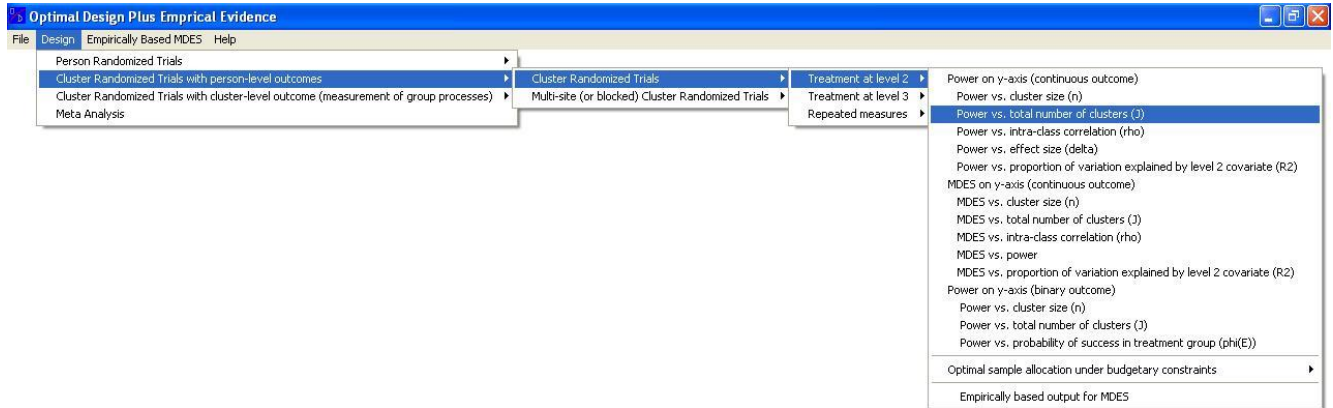 Optimal Design Plus Emprical Evidence
File Design Empirically Based MDES Help
Person Randomized Trials
Cluster Randomized Trials with person-level outcomes
Cluster Randomized Trials with cluster-level outcome (measurement of group processes)
Meta Analysis
Cluster Randomized Trials
Multi-site (or blocked) Cluster Randomized Trials
Treatment at level 2
Treatment at level 3
Repeated measures
Power on y-axis (continuous outcome)
Power vs. cluster size (n)
Power vs. total number of clusters (J)
Power vs. intra-class correlation (rho)
Power vs. effect size (delta)
Power vs. proportion of variation explained by level 2 covariate (R2)
MDES on y-axis (continuous outcome)
MDES vs. cluster size (n)
MDES vs. total number of clusters (J)
MDES vs. intra-class correlation (rho)
MDES vs. power
MDES vs. proportion of variation explained by level 2 covariate (R2)
Power on y-axis (binary outcome)
Power vs. cluster size (n)
Power vs. total number of clusters (J)
Power vs. probability of success in treatment group (phi(E))
Optimal sample allocation under budgetary constraints
Empirically based output for MDES